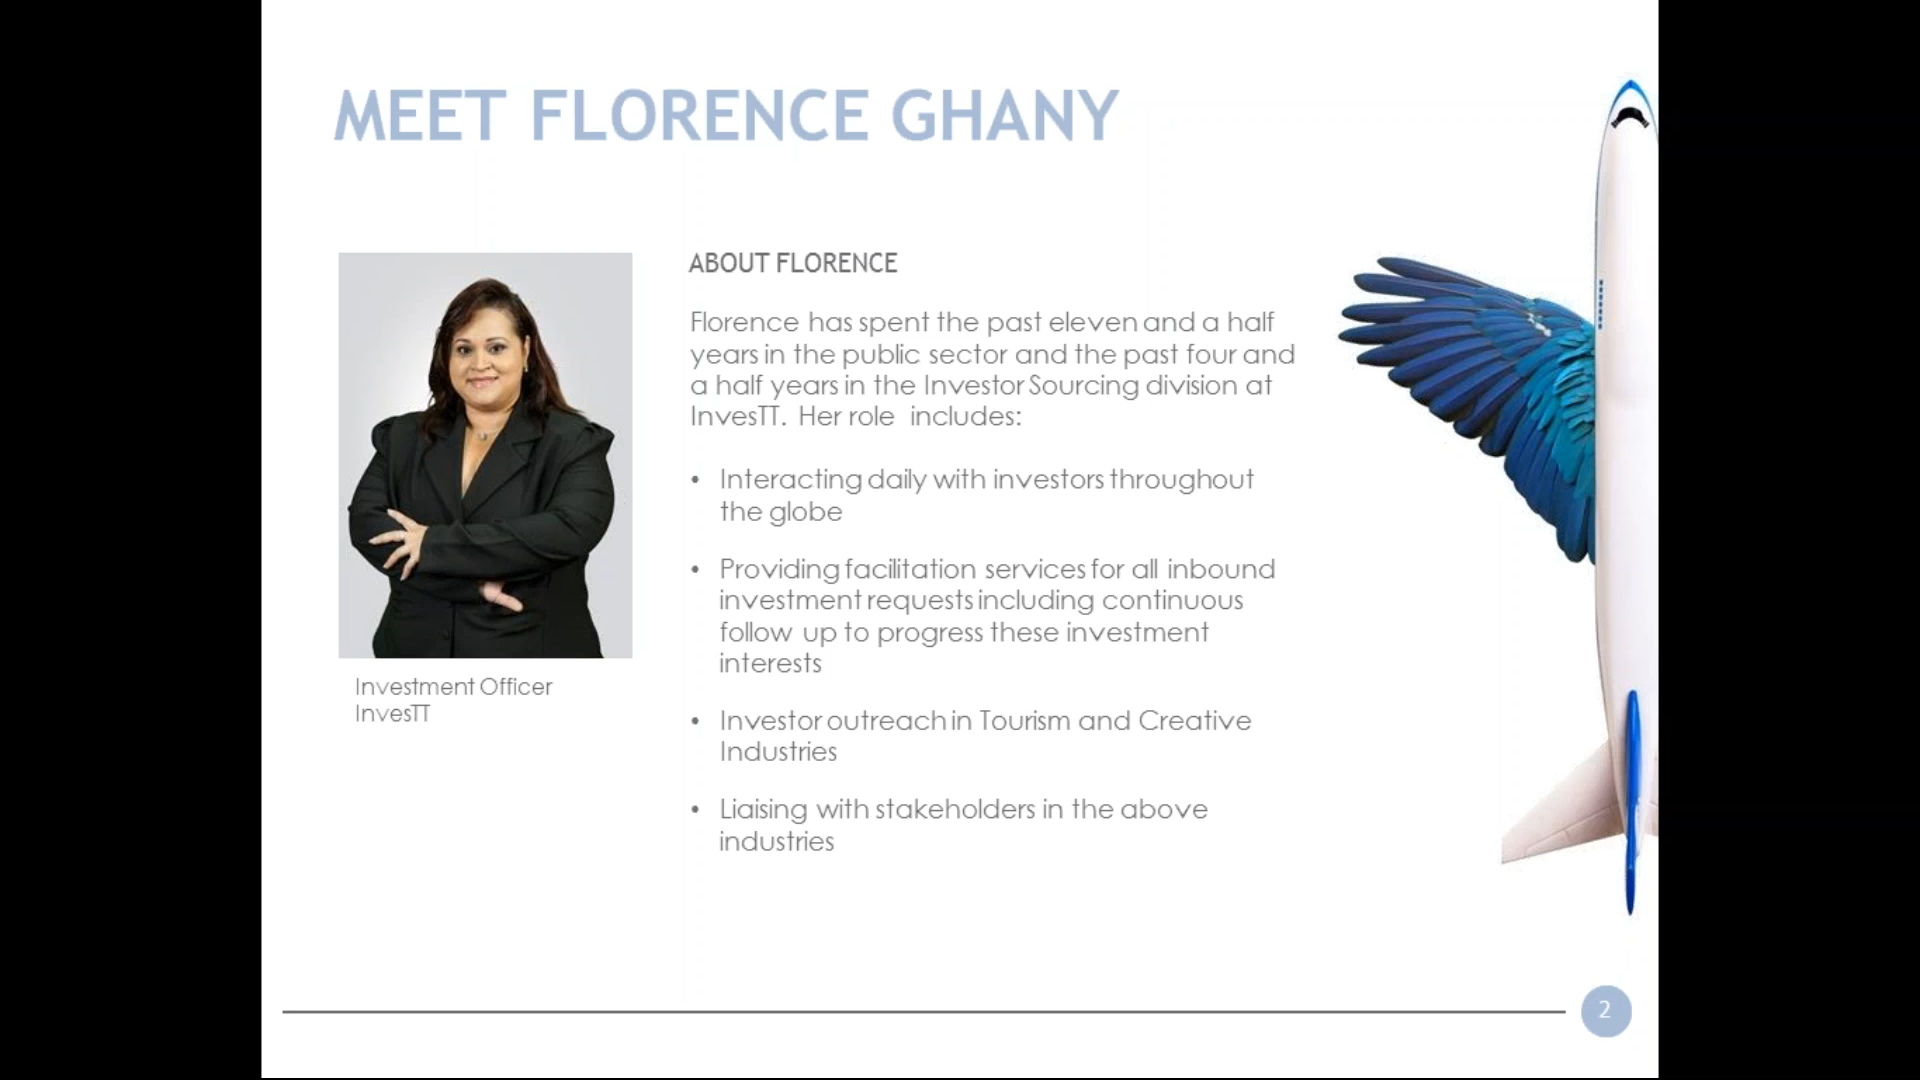 MEET FLORENCE GHANY
ABOUT FLORENCE
Florence has spent the past eleven and a half
years in the public sector and the past four and
a half years in the Investor Sourcing division at
InvesTT. Her role includes:
• Interacting daily with investors throughout
the globe
• Providing facilitation services for all inbound
investment requests including continuous
follow up to progress these investment
interests
• Investor outreach in Tourism and Creative
Industries
• Liaising with stakeholders in the above
industries
Investment Officer
InvesTT
2